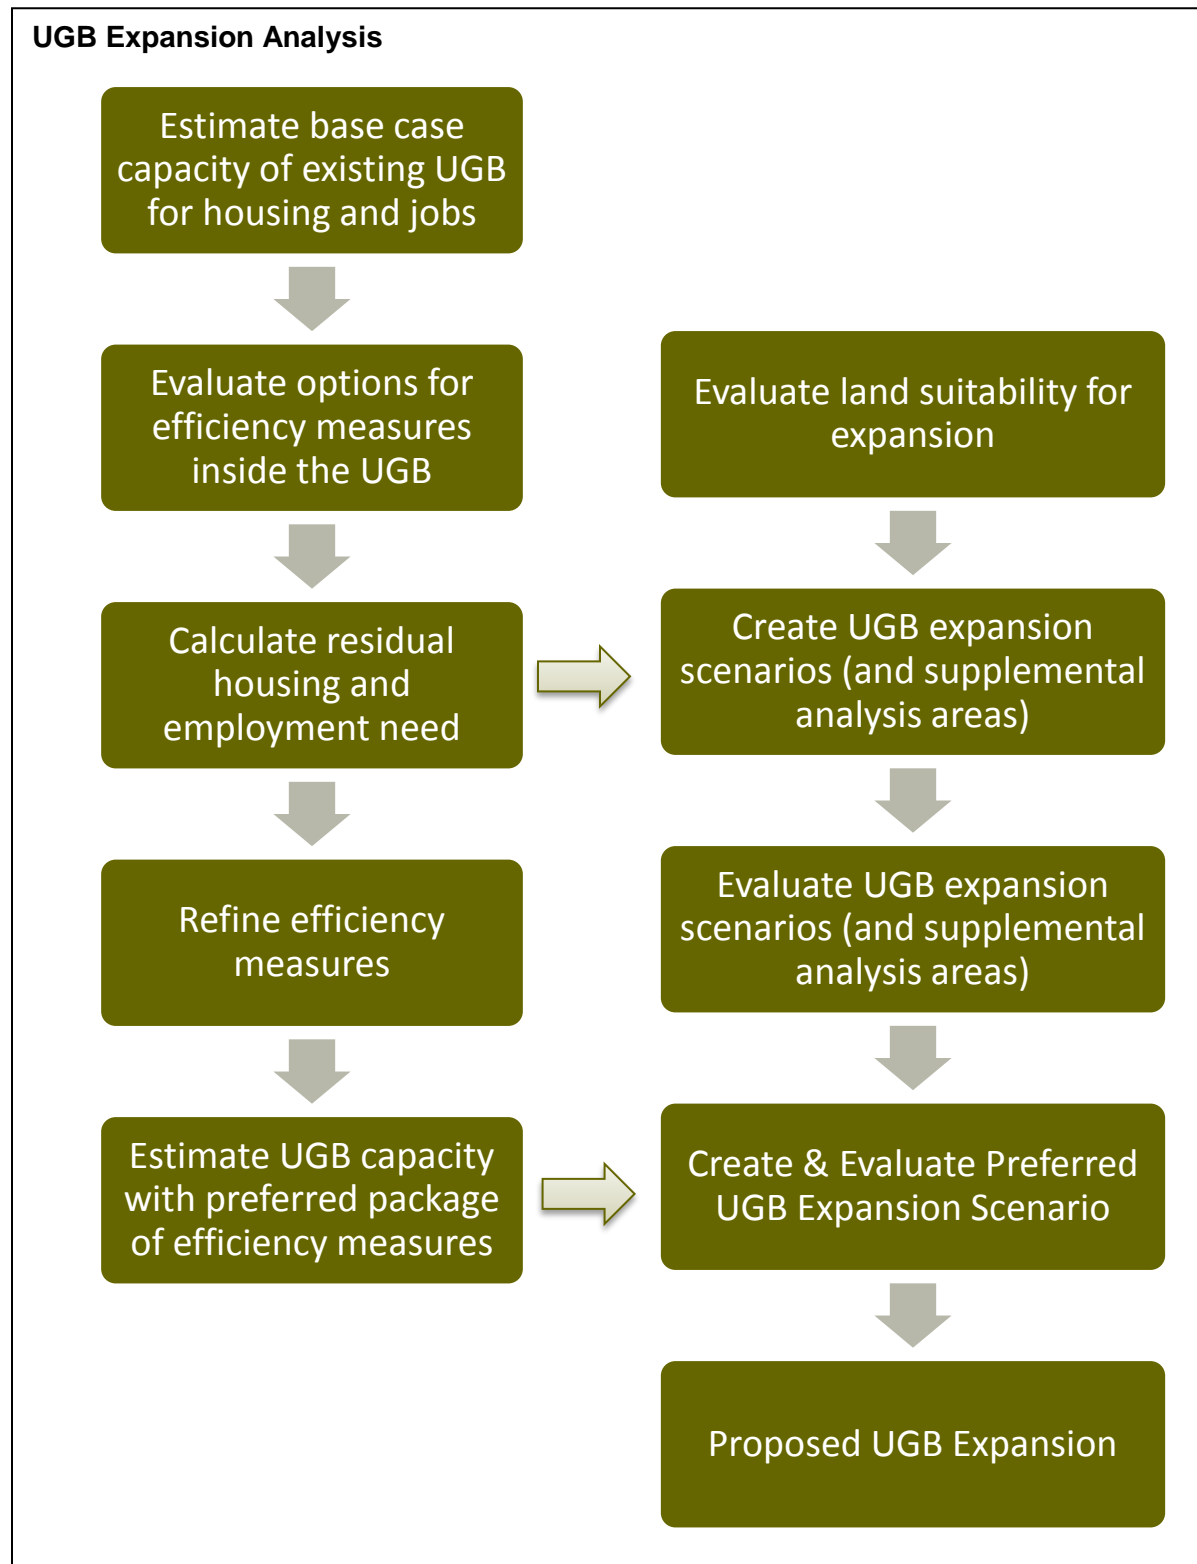 UGB Expansion Analysis
Estimate base case
capacity of existing UGB
for housing and jobs
Evaluate options for
efficiency measures
inside the UGB
Calculate residual
housing and
employment need
Refine efficiency
measures
Estimate UGB capacity
with preferred package
of efficiency measures
Evaluate land suitability for
expansion
Create UGB expansion
scenarios (and supplemental
analysis areas)
Evaluate UGB expansion
scenarios (and supplemental
analysis areas)
Create & Evaluate Preferred
UGB Expansion Scenario
Proposed UGB Expansion